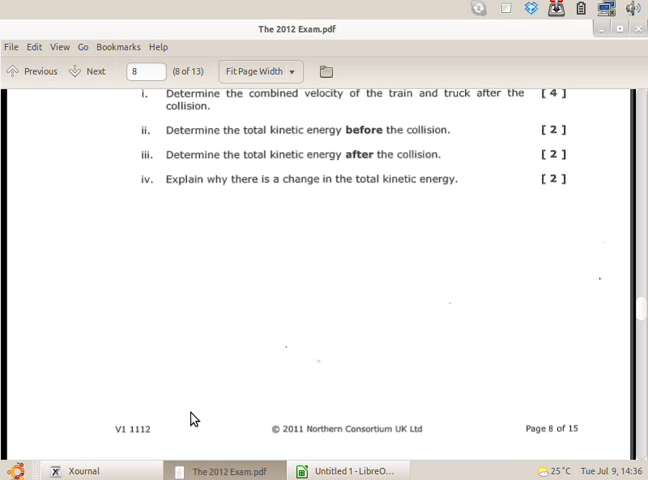 The 2012 Exam.pdf
File Edit View Go Bookmarks Help
Previous Next 8 (8 of 13) Fit Page Width
i. Determine the combined velocity of the train and truck after the [ 4 ]
collision.
ii. Determine the total kinetic energy before the collision. [ 2 ]
iii. Determine the total kinetic energy after the collision. [ 2 ]
iv. Explain why there is a change in the total kinetic energy. [ 2 ]
V1 1112 © 2011 Northern Consortium UK Ltd Page 8 of 15
Xournal The 2012 Exam.pdf Untitled 1 - LibreO... 25 °C Tue Jul 9, 14:36